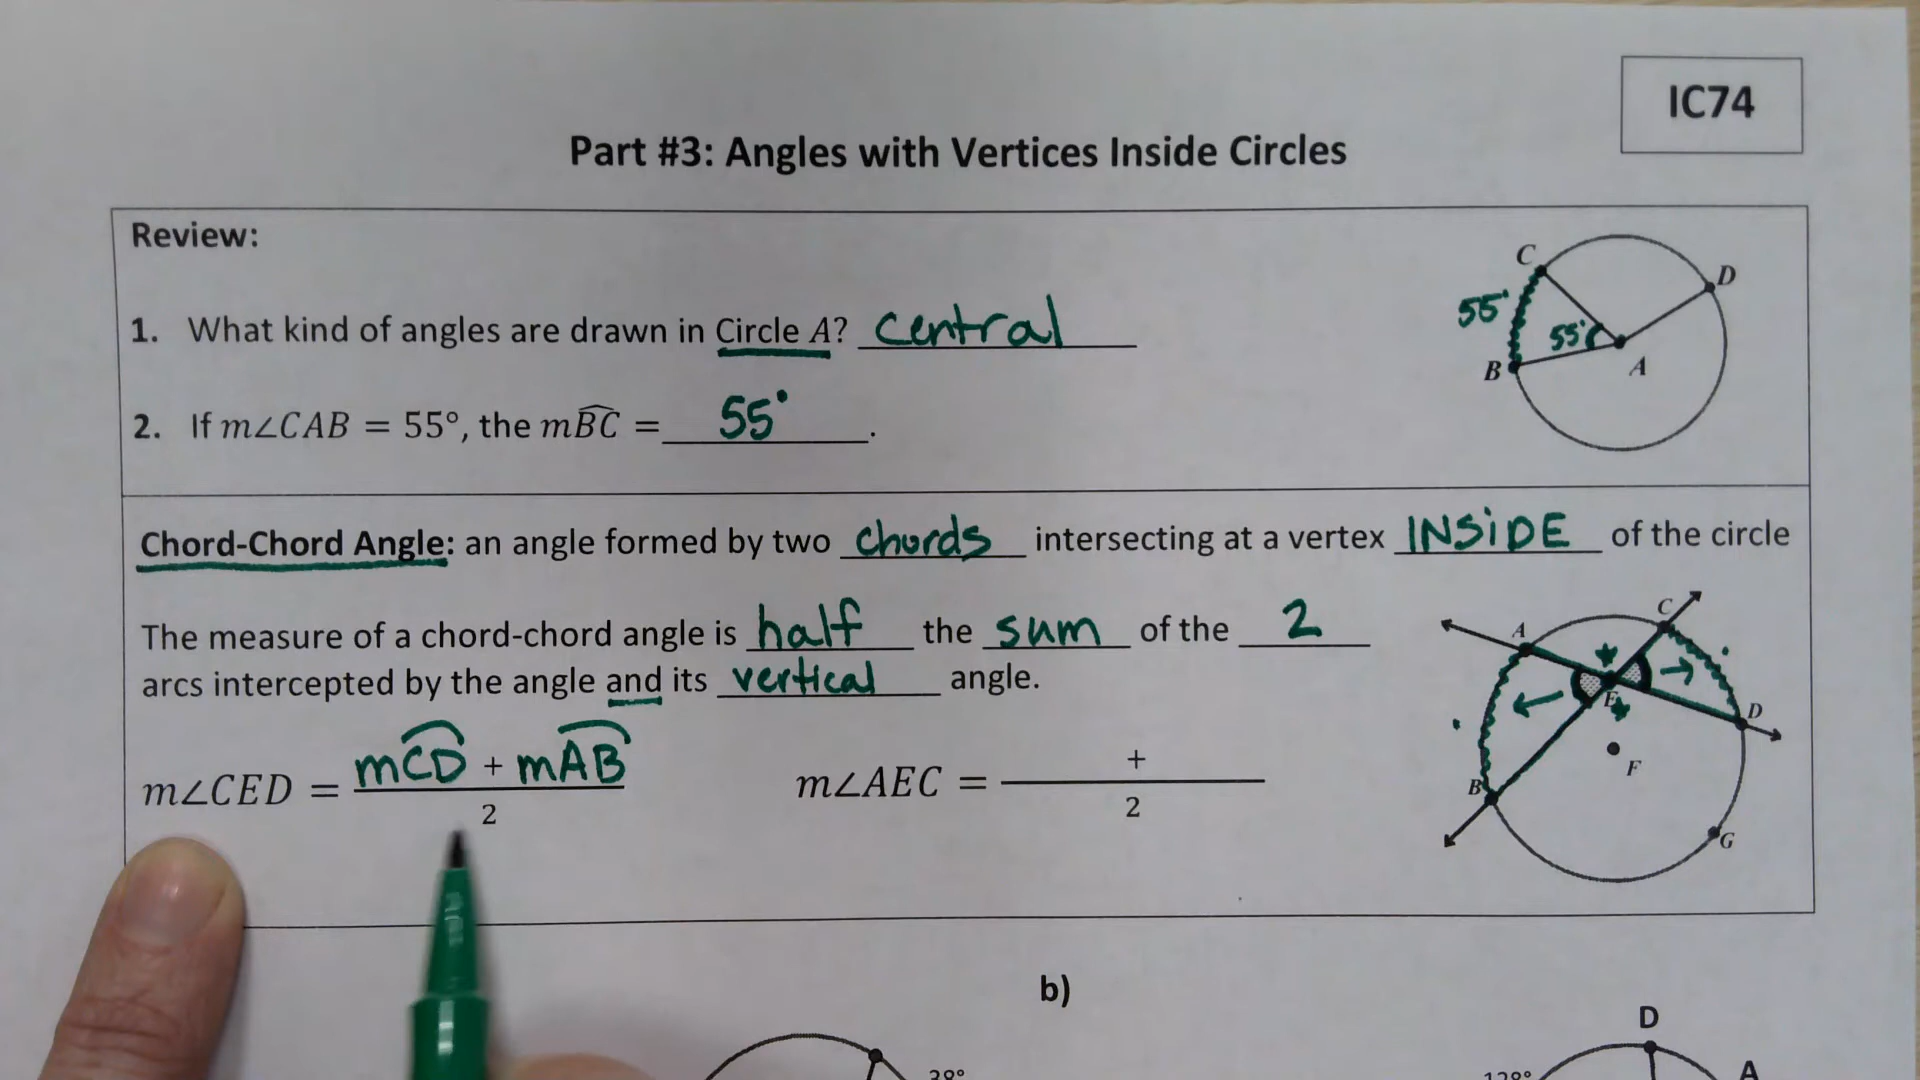 IC74
Part #3: Angles with Vertices Inside Circles
Review:
1. What kind of angles are drawn in Circle A? central
2. If m∠CAB = 55°, the mBC = 55°.
C
D
55°
55°
B
A
Chord-Chord Angle: an angle formed by two chords intersecting at a vertex INSiDE of the circle
The measure of a chord-chord angle is half the sum of the 2
arcs intercepted by the angle and its vertical angle.
m∠CED = mCD + mAB
2
m∠AEC = +
2
C
A
E
D
F
B
G
b)
D
38°
128°
A